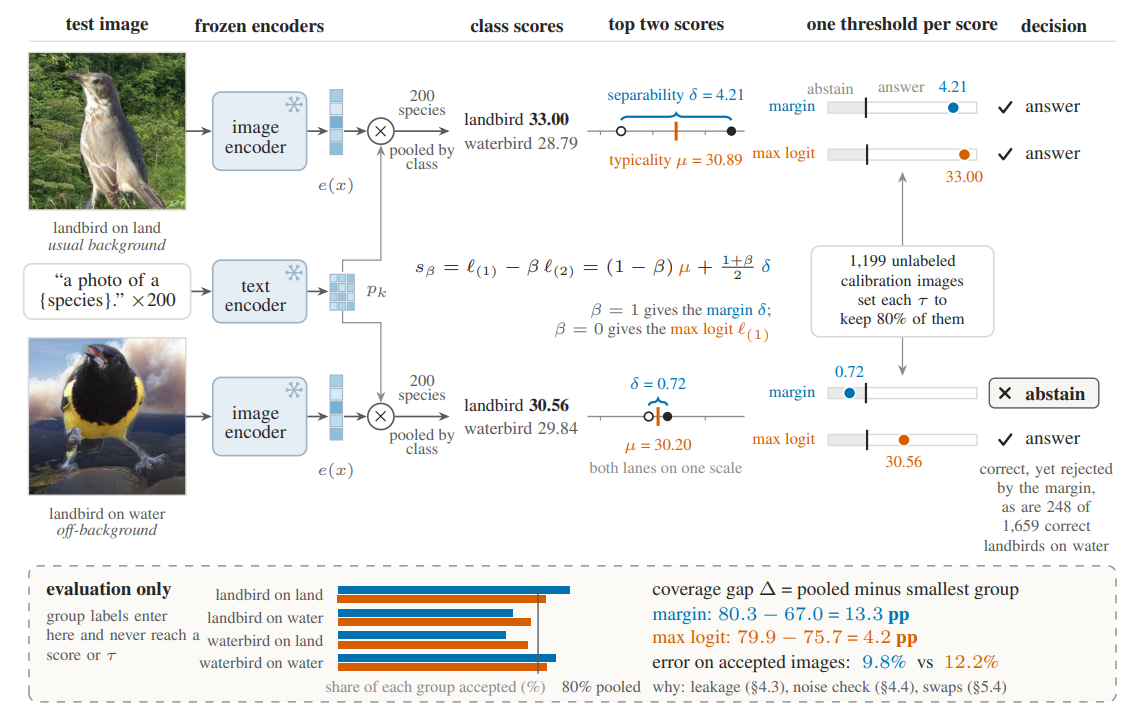 test image
frozen encoders
class scores
top two scores
one threshold per score
decision
image
encoder
e(x)
200
species
pooled by
class
landbird 33.00
waterbird 28.79
separability δ = 4.21
typicality μ = 30.89
abstain answer 4.21
margin
✓ answer
max logit
33.00
✓ answer
landbird on land
usual background
“a photo of a
{species}.” ×200
text
encoder
pₖ
s_β = ℓ₍₁₎ − β ℓ₍₂₎ = (1 − β) μ + (1+β)/2 δ
β = 1 gives the margin δ;
β = 0 gives the max logit ℓ₍₁₎
1,199 unlabeled
calibration images
set each τ to
keep 80% of them
image
encoder
e(x)
200
species
pooled by
class
landbird 30.56
waterbird 29.84
δ = 0.72
μ = 30.20
both lanes on one scale
0.72
margin
✕ abstain
max logit
30.56
✓ answer
correct, yet rejected
by the margin,
as are 248 of
1,659 correct
landbirds on water
landbird on water
off-background
evaluation only
group labels enter
here and never reach a
score or τ
landbird on land
landbird on water
waterbird on land
waterbird on water
share of each group accepted (%)
80% pooled
coverage gap Δ = pooled minus smallest group
margin: 80.3 − 67.0 = 13.3 pp
max logit: 79.9 − 75.7 = 4.2 pp
error on accepted images: 9.8% vs 12.2%
why: leakage (§4.3), noise check (§4.4), swaps (§5.4)